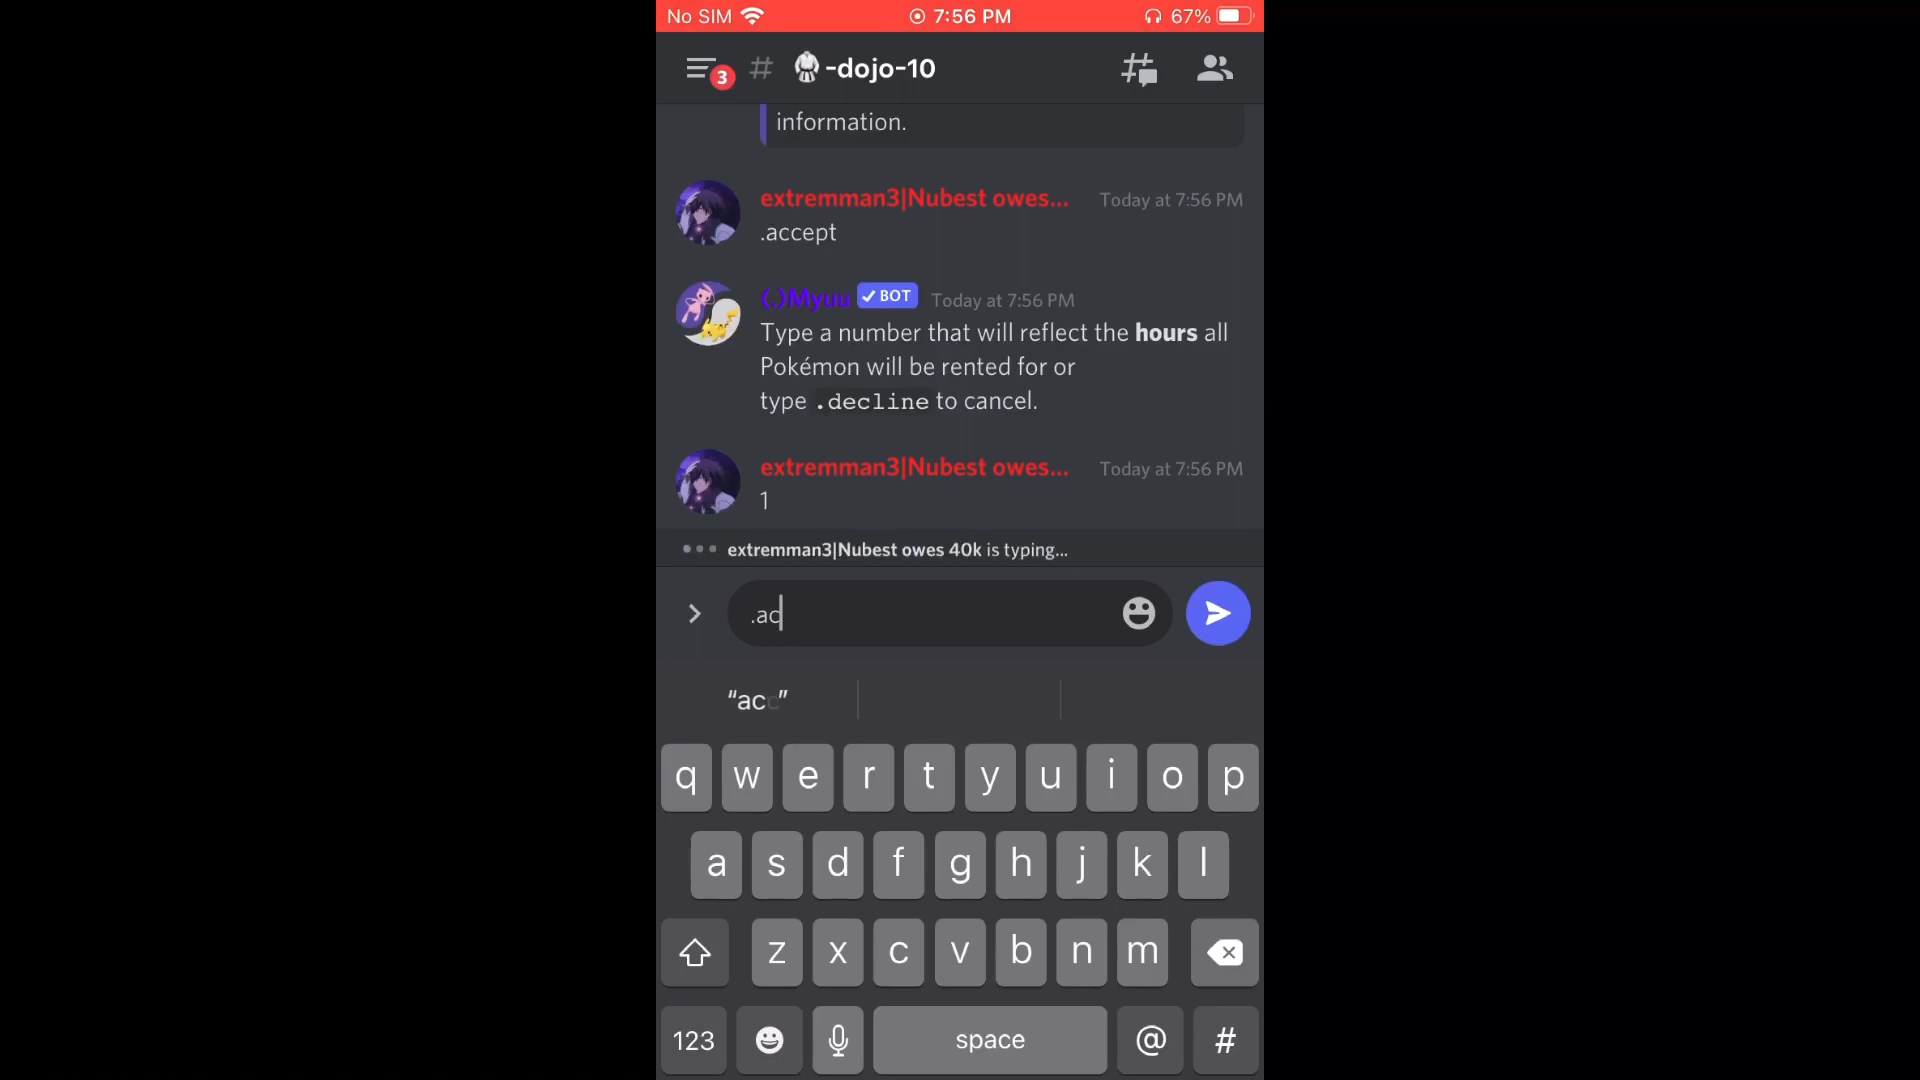 No SIM 7:56 PM 67%
3 # 🥋-dojo-10
information.
extremman3|Nubest owes... Today at 7:56 PM
.accept
(.)Myuu ✓ BOT Today at 7:56 PM
Type a number that will reflect the hours all
Pokémon will be rented for or
type .decline to cancel.
extremman3|Nubest owes... Today at 7:56 PM
1
extremman3|Nubest owes 40k is typing...
.ac
“acc”
q w e r t y u i o p
a s d f g h j k l
z x c v b n m
123 space @ #